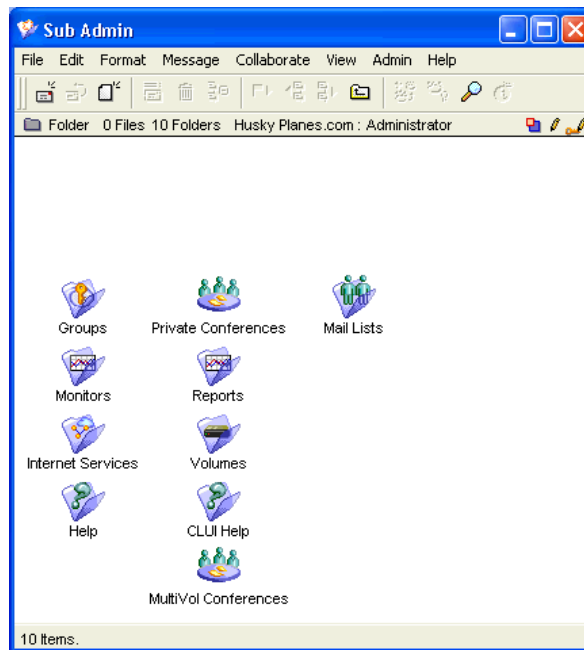 Sub Admin
File Edit Format Message Collaborate View Admin Help
Folder 0 Files 10 Folders Husky Planes.com : Administrator
Groups Private Conferences Mail Lists
Monitors Reports
Internet Services Volumes
Help CLUI Help
MultiVol Conferences
10 Items.